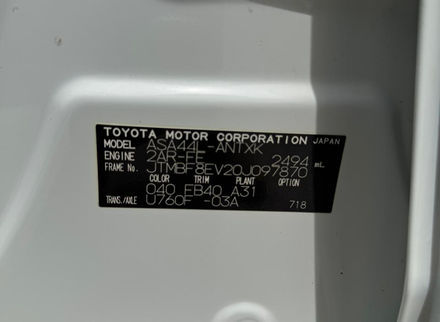 TOYOTA MOTOR CORPORATION JAPAN
MODEL ASA44L-ANTXK
ENGINE 2AR-FE 2494 mL
FRAME No. JTMBF8EV20J097870
COLOR TRIM PLANT OPTION
040 EB40 A31
TRANS./AXLE U760F -03A 718